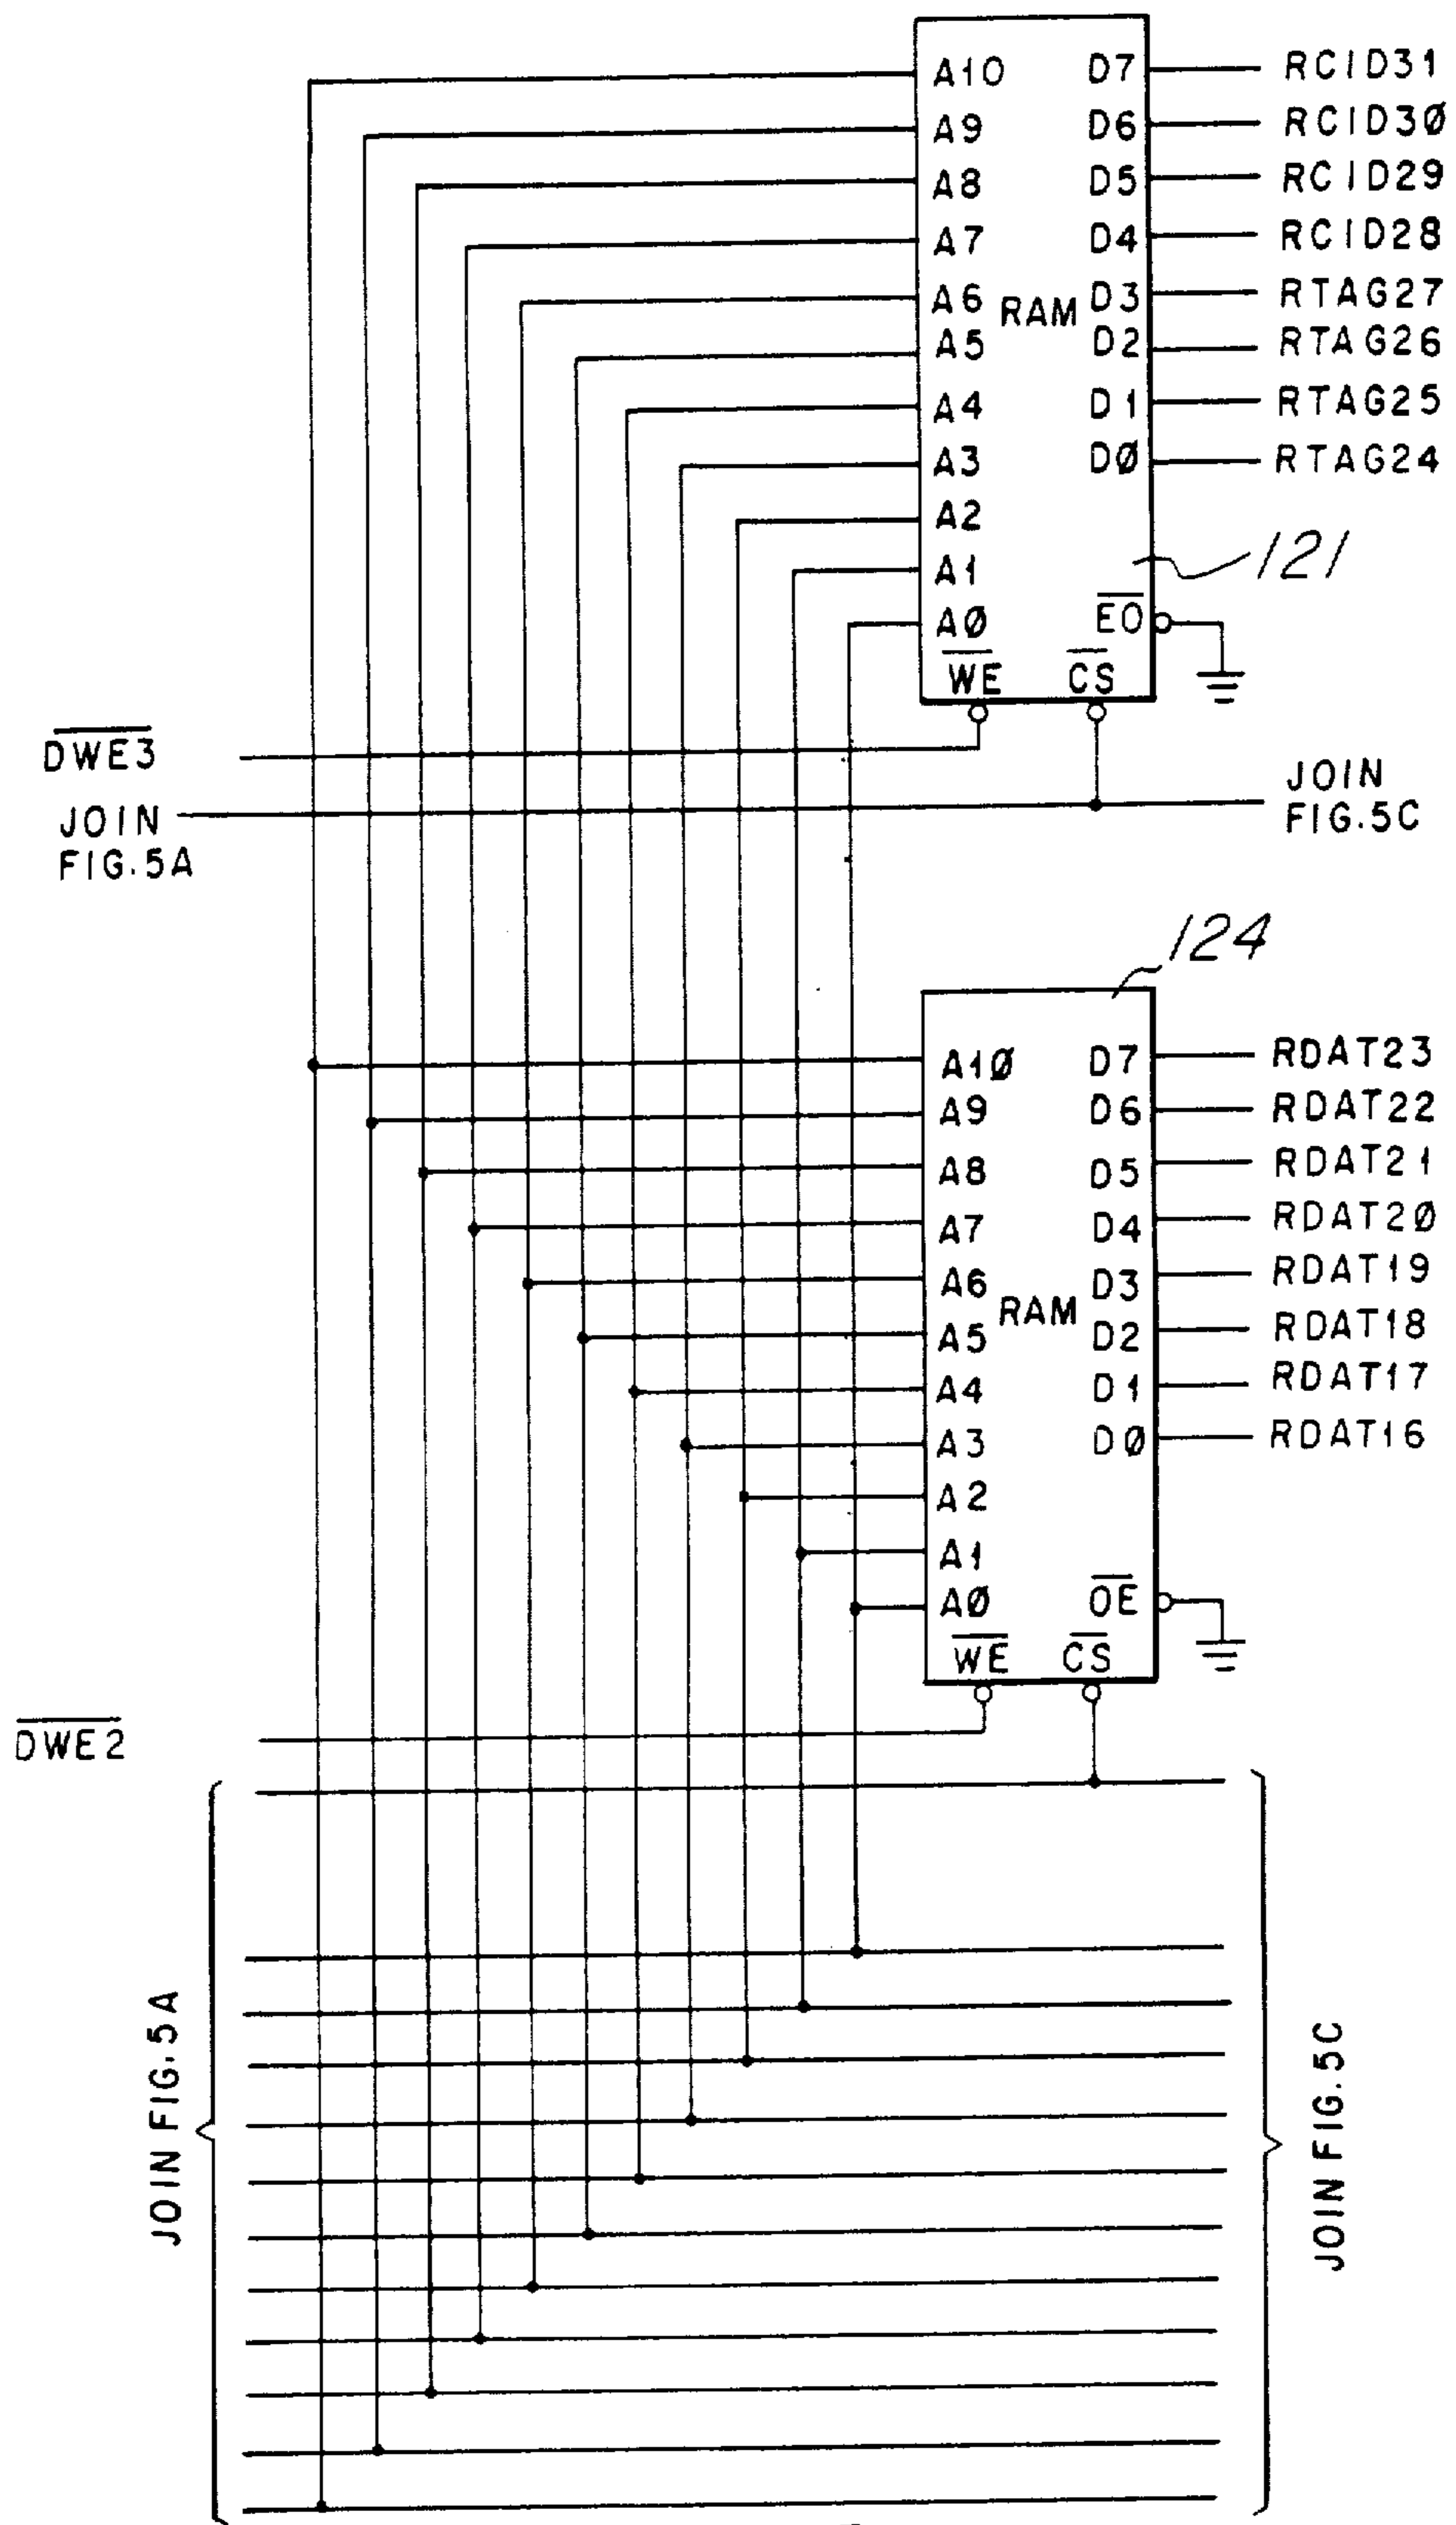 A10 D7 RCID31
A9 D6 RCID30
A8 D5 RCID29
A7 D4 RCID28
A6 RAM D3 RTAG27
A5 D2 RTAG26
A4 D1 RTAG25
A3 DØ RTAG24
A2
A1 121
AØ EO
WE CS
DWE3
JOIN FIG.5A
JOIN FIG.5C
124
A1Ø D7 RDAT23
A9 D6 RDAT22
A8 D5 RDAT21
A7 D4 RDAT2Ø
A6 RAM D3 RDAT19
A5 D2 RDAT18
A4 D1 RDAT17
A3 DØ RDAT16
A2
A1
AØ OE
WE CS
DWE2
JOIN FIG.5A
JOIN FIG.5C